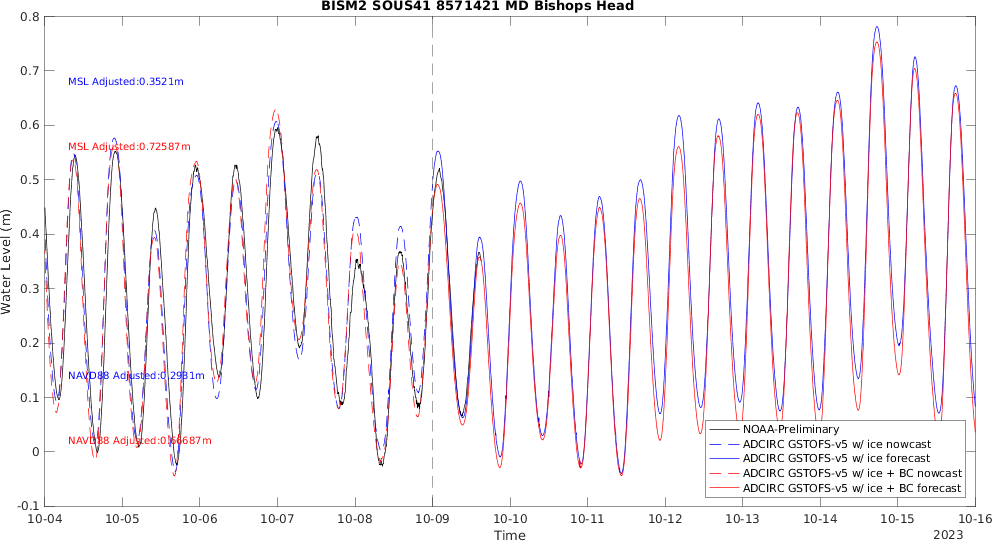 BISM2 SOUS41 8571421 MD Bishops Head
0.8
0.7
0.6
0.5
0.4
0.3
0.2
0.1
0
-0.1
Water Level (m)
MSL Adjusted:0.3521m
MSL Adjusted:0.72587m
NAVD88 Adjusted:0.2931m
NAVD88 Adjusted:0.66687m
NOAA-Preliminary
ADCIRC GSTOFS-v5 w/ ice nowcast
ADCIRC GSTOFS-v5 w/ ice forecast
ADCIRC GSTOFS-v5 w/ ice + BC nowcast
ADCIRC GSTOFS-v5 w/ ice + BC forecast
10-04 10-05 10-06 10-07 10-08 10-09 10-10 10-11 10-12 10-13 10-14 10-15 10-16
Time
2023